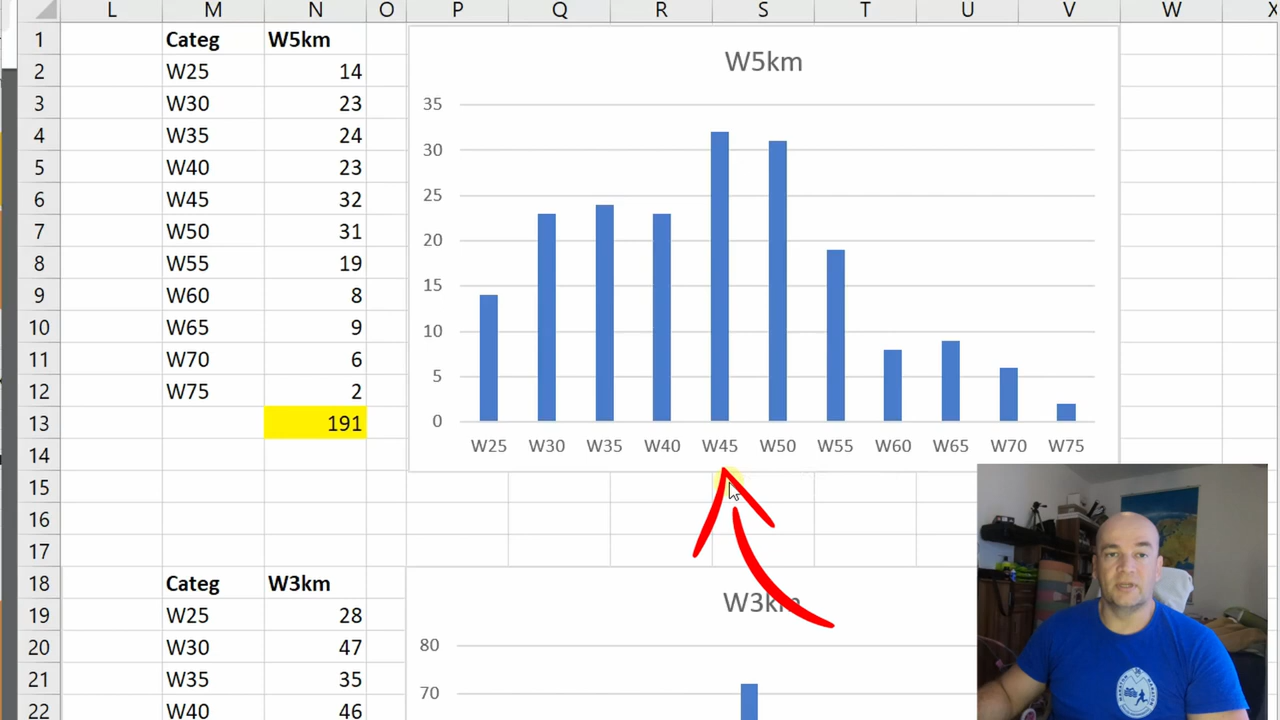 L M N O P Q R S T U V W X
1 Categ W5km
2 W25 14
3 W30 23
4 W35 24
5 W40 23
6 W45 32
7 W50 31
8 W55 19
9 W60 8
10 W65 9
11 W70 6
12 W75 2
13 191
14
15
16
17
18 Categ W3km
19 W25 28
20 W30 47
21 W35 35
22 W40 46
W5km
35
30
25
20
15
10
5
0
W25 W30 W35 W40 W45 W50 W55 W60 W65 W70 W75
W3km
80
70